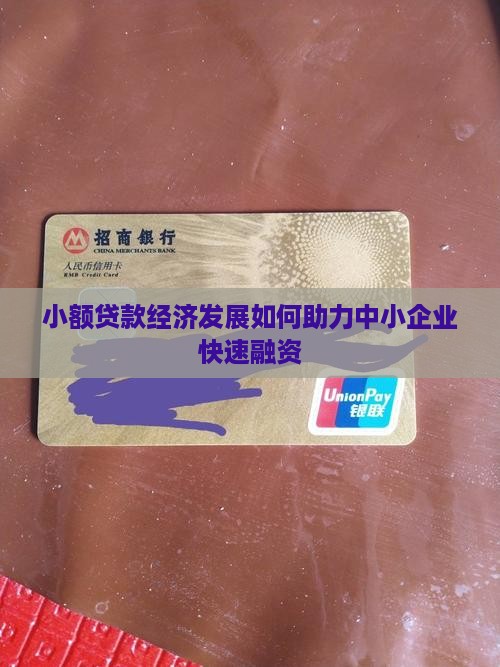 招商银行
CHINA MERCHANTS BANK
人民币信用卡
RMB Credit Card
小额贷款经济发展如何助力中小企业
快速融资
UnionPay
银联